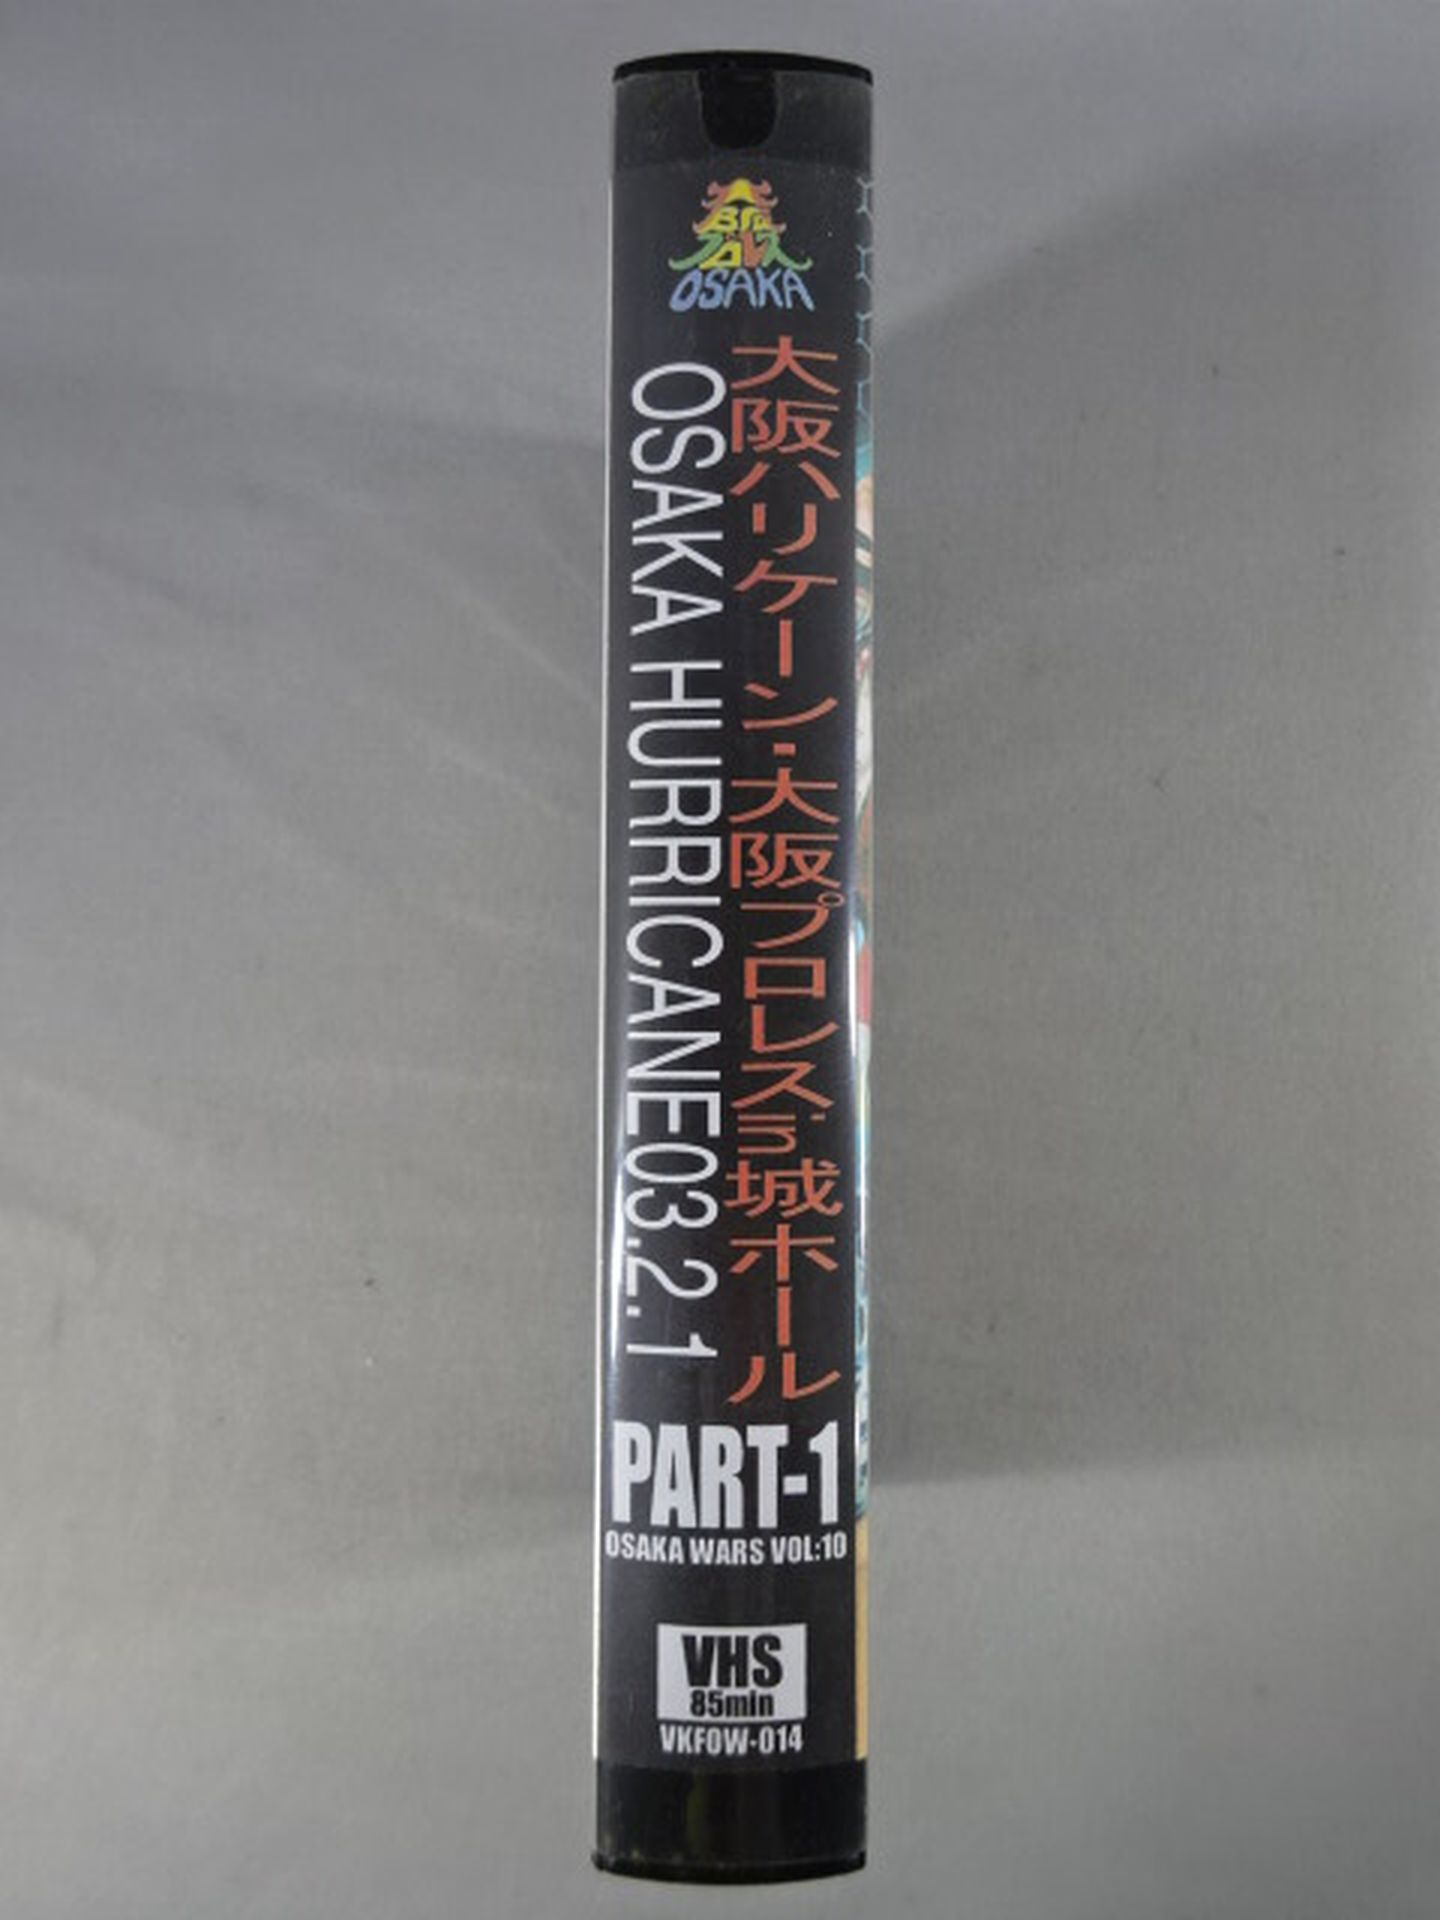 大阪プロレス
OSAKA
大阪ハリケーン・大阪プロレスin城ホール
OSAKA HURRICANE03.2.1
PART-1
OSAKA WARS VOL:10
VHS
85min
VKFOW-014